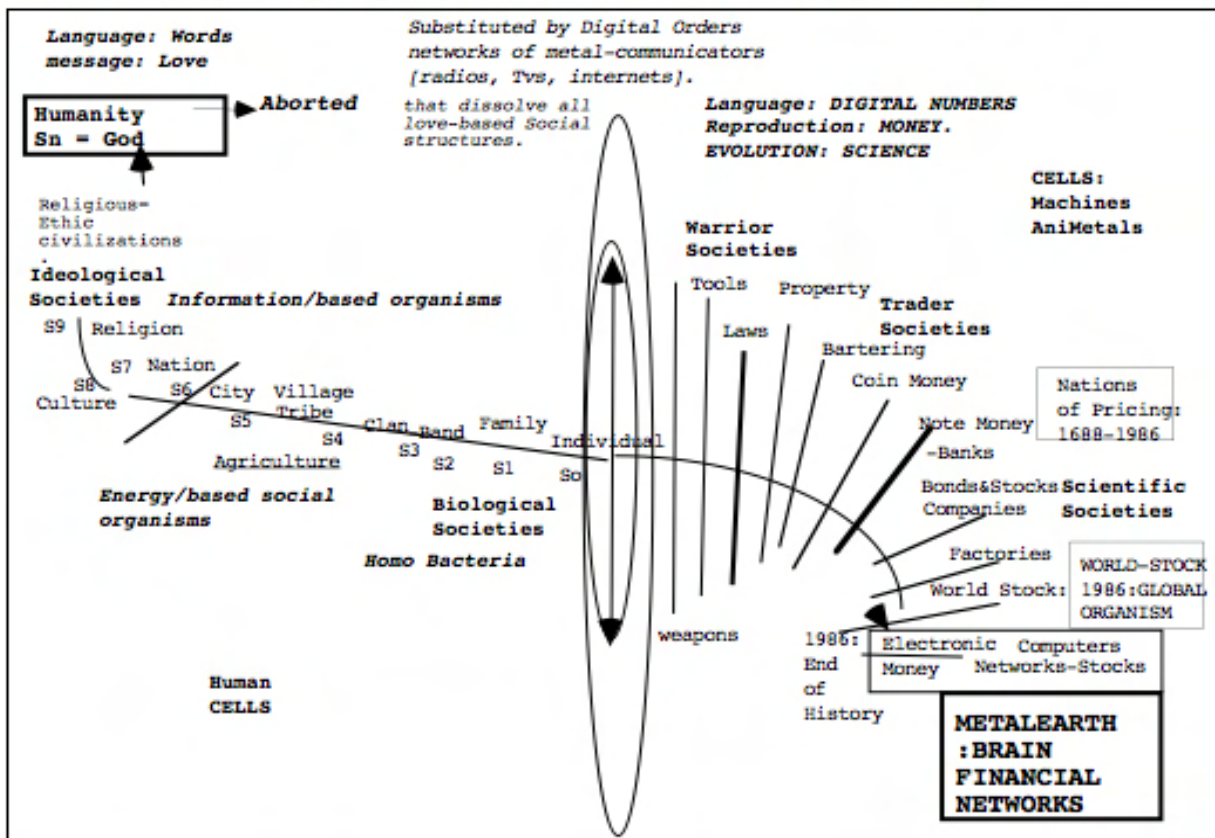 Language: Words
message: Love
Humanity
Sn = God
Aborted
Religious-
Ethic
civilizations
.
Ideological
Societies
Information/based organisms
S9
Religion
S8
S7
Nation
Culture
S6
City
Village
S5
Tribe
S4
Clan
S3
Band
S2
Family
S1
Individual
So
Agriculture
Energy/based social
organisms
Biological
Societies
Homo Bacteria
Human
CELLS
Substituted by Digital Orders
networks of metal-communicators
(radios, Tvs, internets).
that dissolve all
love-based Social
structures.
Language: DIGITAL NUMBERS
Reproduction: MONEY.
EVOLUTION: SCIENCE
CELLS:
Machines
AniMetals
Warrior
Societies
Tools
Property
Laws
Trader
Societies
Bartering
Coin Money
Nations
of Pricing:
1688-1986
Note Money
-Banks
Bonds&Stocks
Companies
Scientific
Societies
Factories
World Stock:
WORLD-STOCK
1986:GLOBAL
ORGANISM
weapons
1986:
End
of
History
Electronic
Money
Computers
Networks-Stocks
METALEARTH
:BRAIN
FINANCIAL
NETWORKS